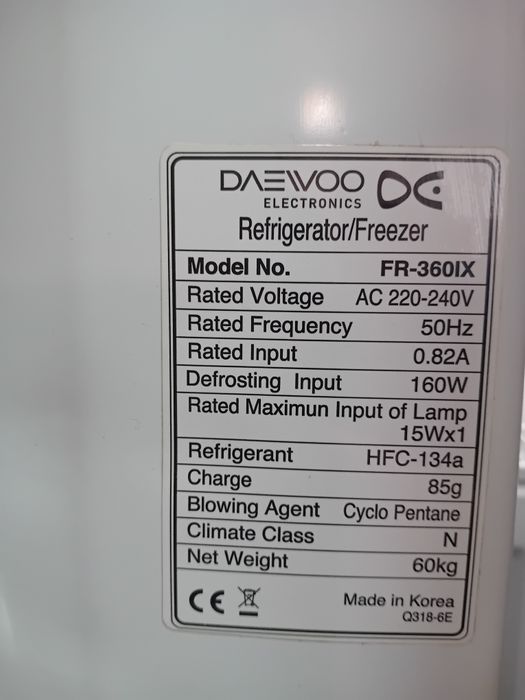 DAEWOO
ELECTRONICS
Refrigerator/Freezer
Model No. FR-360IX
Rated Voltage AC 220-240V
Rated Frequency 50Hz
Rated Input 0.82A
Defrosting Input 160W
Rated Maximun Input of Lamp
15Wx1
Refrigerant HFC-134a
Charge 85g
Blowing Agent Cyclo Pentane
Climate Class N
Net Weight 60kg
CE Made in Korea
Q318-6E